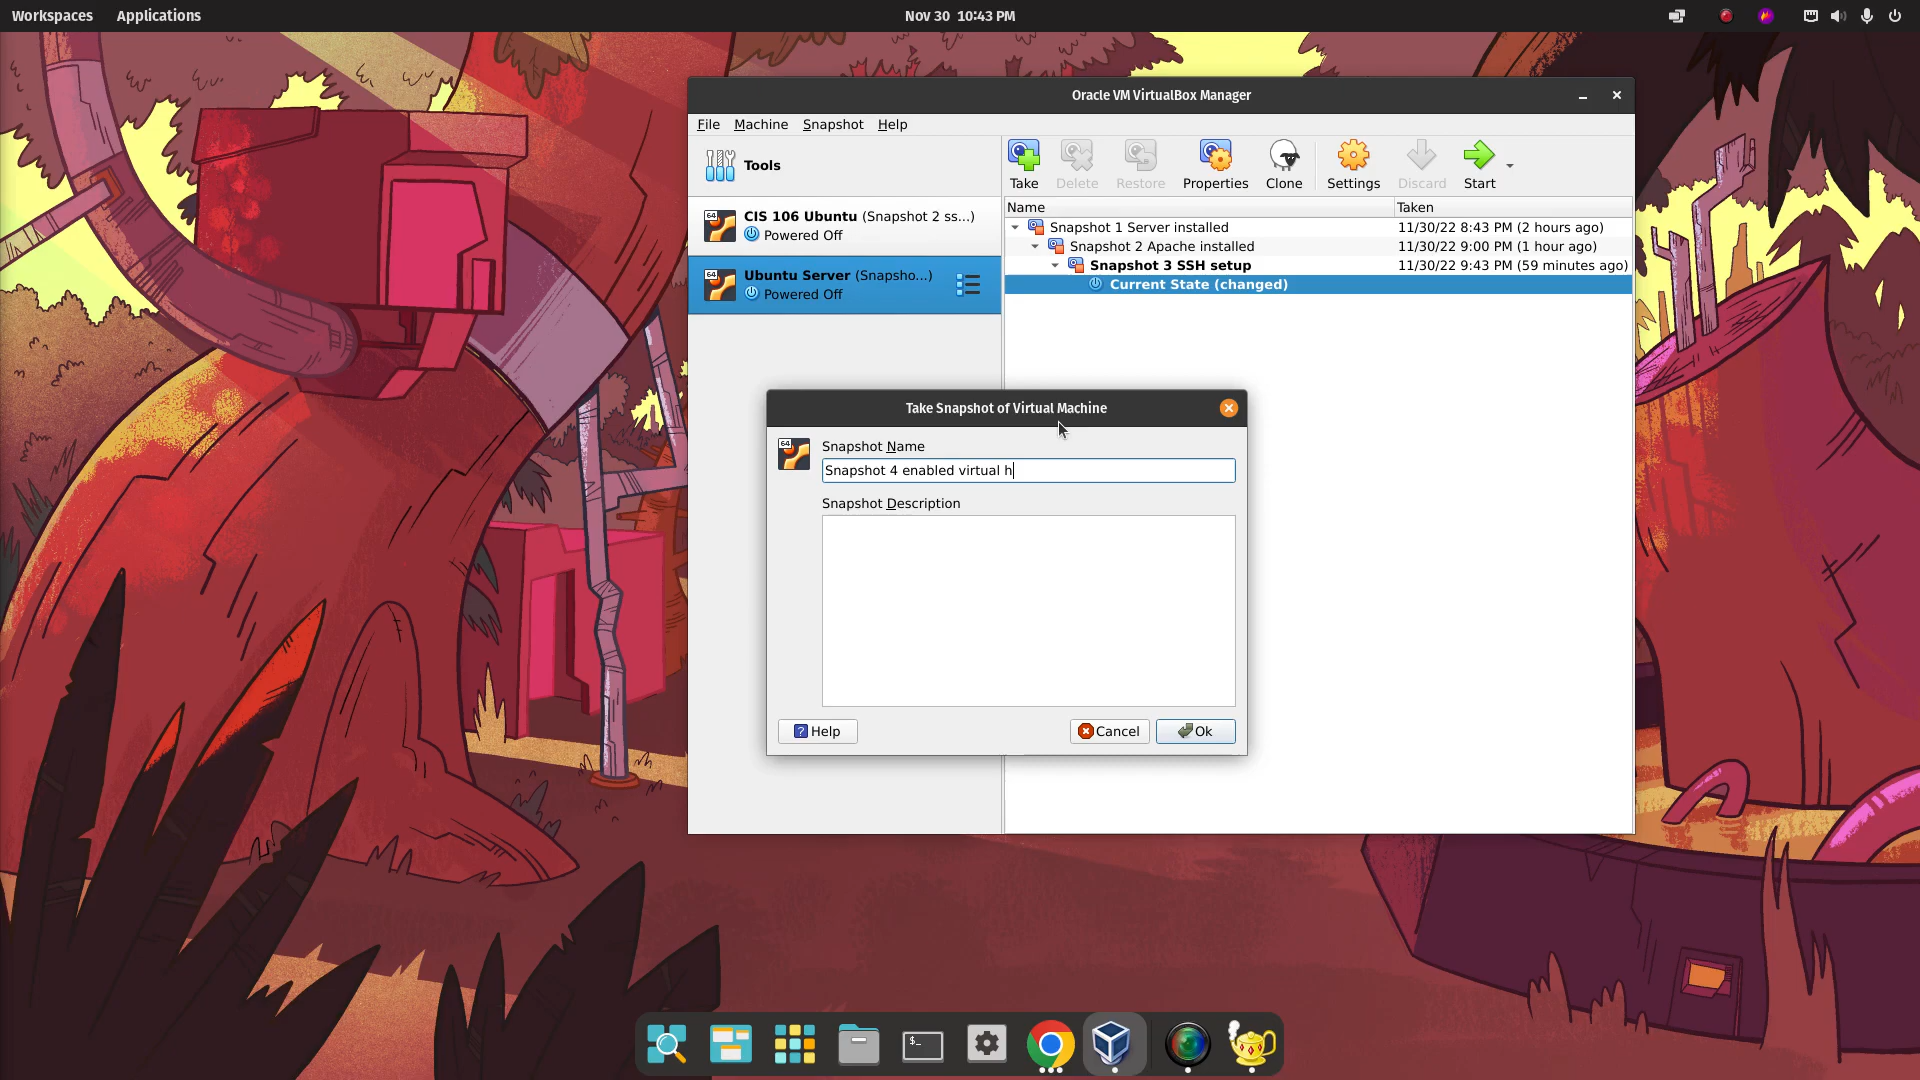 Workspaces Applications Nov 30 10:43 PM
Oracle VM VirtualBox Manager
File Machine Snapshot Help
Tools
Take Delete Restore Properties Clone Settings Discard Start
Name Taken
64 CIS 106 Ubuntu (Snapshot 2 ss...)
Powered Off
64 Ubuntu Server (Snapsho...)
Powered Off
Snapshot 1 Server installed 11/30/22 8:43 PM (2 hours ago)
Snapshot 2 Apache installed 11/30/22 9:00 PM (1 hour ago)
Snapshot 3 SSH setup 11/30/22 9:43 PM (59 minutes ago)
Current State (changed)
Take Snapshot of Virtual Machine
64 Snapshot Name
Snapshot 4 enabled virtual h
Snapshot Description
? Help Cancel Ok
$_